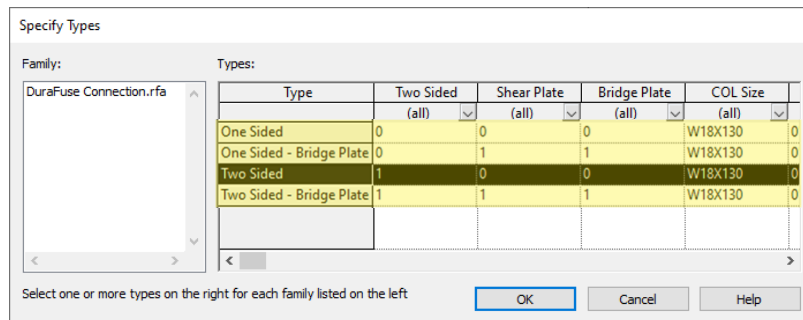 Specify Types
Family: Types:
DuraFuse Connection.rfa
Type Two Sided Shear Plate Bridge Plate COL Size
(all) (all) (all) (all)
One Sided 0 0 0 W18X130 0
One Sided - Bridge Plate 0 1 1 W18X130 0
Two Sided 1 0 0 W18X130 0
Two Sided - Bridge Plate 1 1 1 W18X130 0
Select one or more types on the right for each family listed on the left
OK Cancel Help